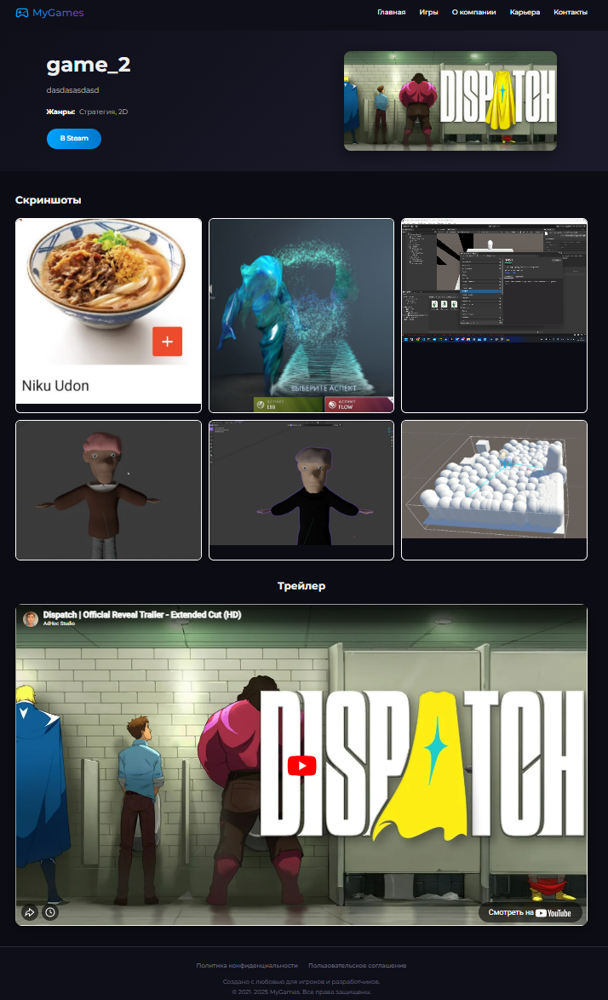 MyGames
Главная Игры О компании Карьера Контакты
game_2
dasdasasdasd
Жанры: Стратегия, 2D
В Steam
DISPATCH
Скриншоты
Niku Udon
ВЫБЕРИТЕ АСПЕКТ
АСПЕКТ
EBB
АСПЕКТ
FLOW
Трейлер
Dispatch | Official Reveal Trailer - Extended Cut (HD)
AdHoc Studio
DISPATCH
Смотреть на YouTube
Политика конфиденциальности Пользовательское соглашение
Создано с любовью для игроков и разработчиков.
© 2021-2025 MyGames. Все права защищены.